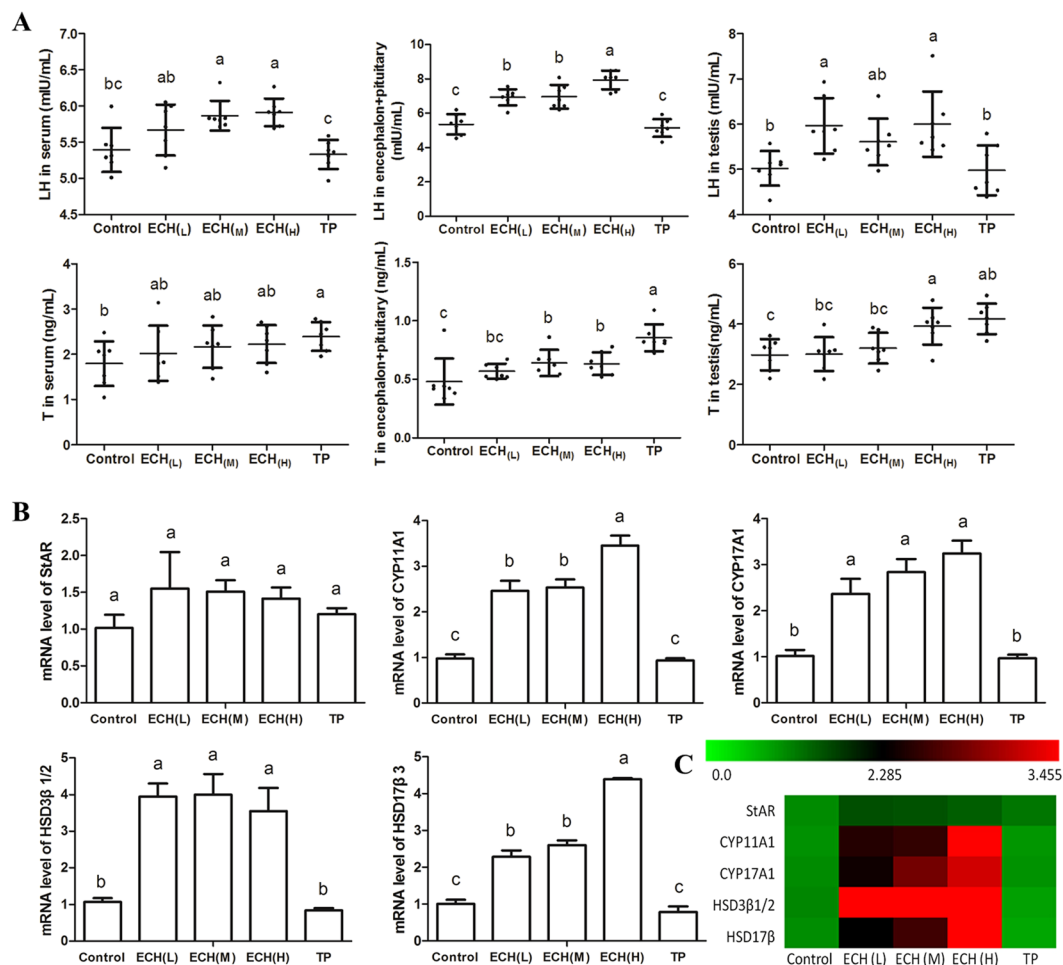 A
LH in serum (mIU/mL)
6.5
6.0
5.5
5.0
4.5
bc
ab
a
a
c
Control
ECH(L)
ECH(M)
ECH(H)
TP
LH in encephalon+pituitary
(mIU/mL)
10
8
6
4
2
0
c
b
b
a
c
Control
ECH(L)
ECH(M)
ECH(H)
TP
LH in testis (mIU/mL)
8
7
6
5
4
b
a
ab
a
b
Control
ECH(L)
ECH(M)
ECH(H)
TP
T in serum (ng/mL)
4
3
2
1
0
b
ab
ab
ab
a
Control
ECH(L)
ECH(M)
ECH(H)
TP
T in encephalon+pituitary (ng/mL)
1.5
1.0
0.5
0.0
c
bc
b
b
a
Control
ECH(L)
ECH(M)
ECH(H)
TP
T in testis(ng/mL)
6
4
2
0
c
bc
bc
a
ab
Control
ECH(L)
ECH(M)
ECH(H)
TP
B
mRNA level of StAR
2.5
2.0
1.5
1.0
0.5
0.0
a
a
a
a
a
Control
ECH(L)
ECH(M)
ECH(H)
TP
mRNA level of CYP11A1
4
3
2
1
0
c
b
b
a
c
Control
ECH(L)
ECH(M)
ECH(H)
TP
mRNA level of CYP17A1
4
3
2
1
0
b
a
a
a
b
Control
ECH(L)
ECH(M)
ECH(H)
TP
mRNA level of HSD3β 1/2
5
4
3
2
1
0
b
a
a
a
b
Control
ECH(L)
ECH(M)
ECH(H)
TP
mRNA level of HSD17β 3
5
4
3
2
1
0
c
b
b
a
c
Control
ECH(L)
ECH(M)
ECH(H)
TP
C
0.0
2.285
3.455
StAR
CYP11A1
CYP17A1
HSD3β1/2
HSD17β
Control
ECH (L)
ECH (M)
ECH (H)
TP